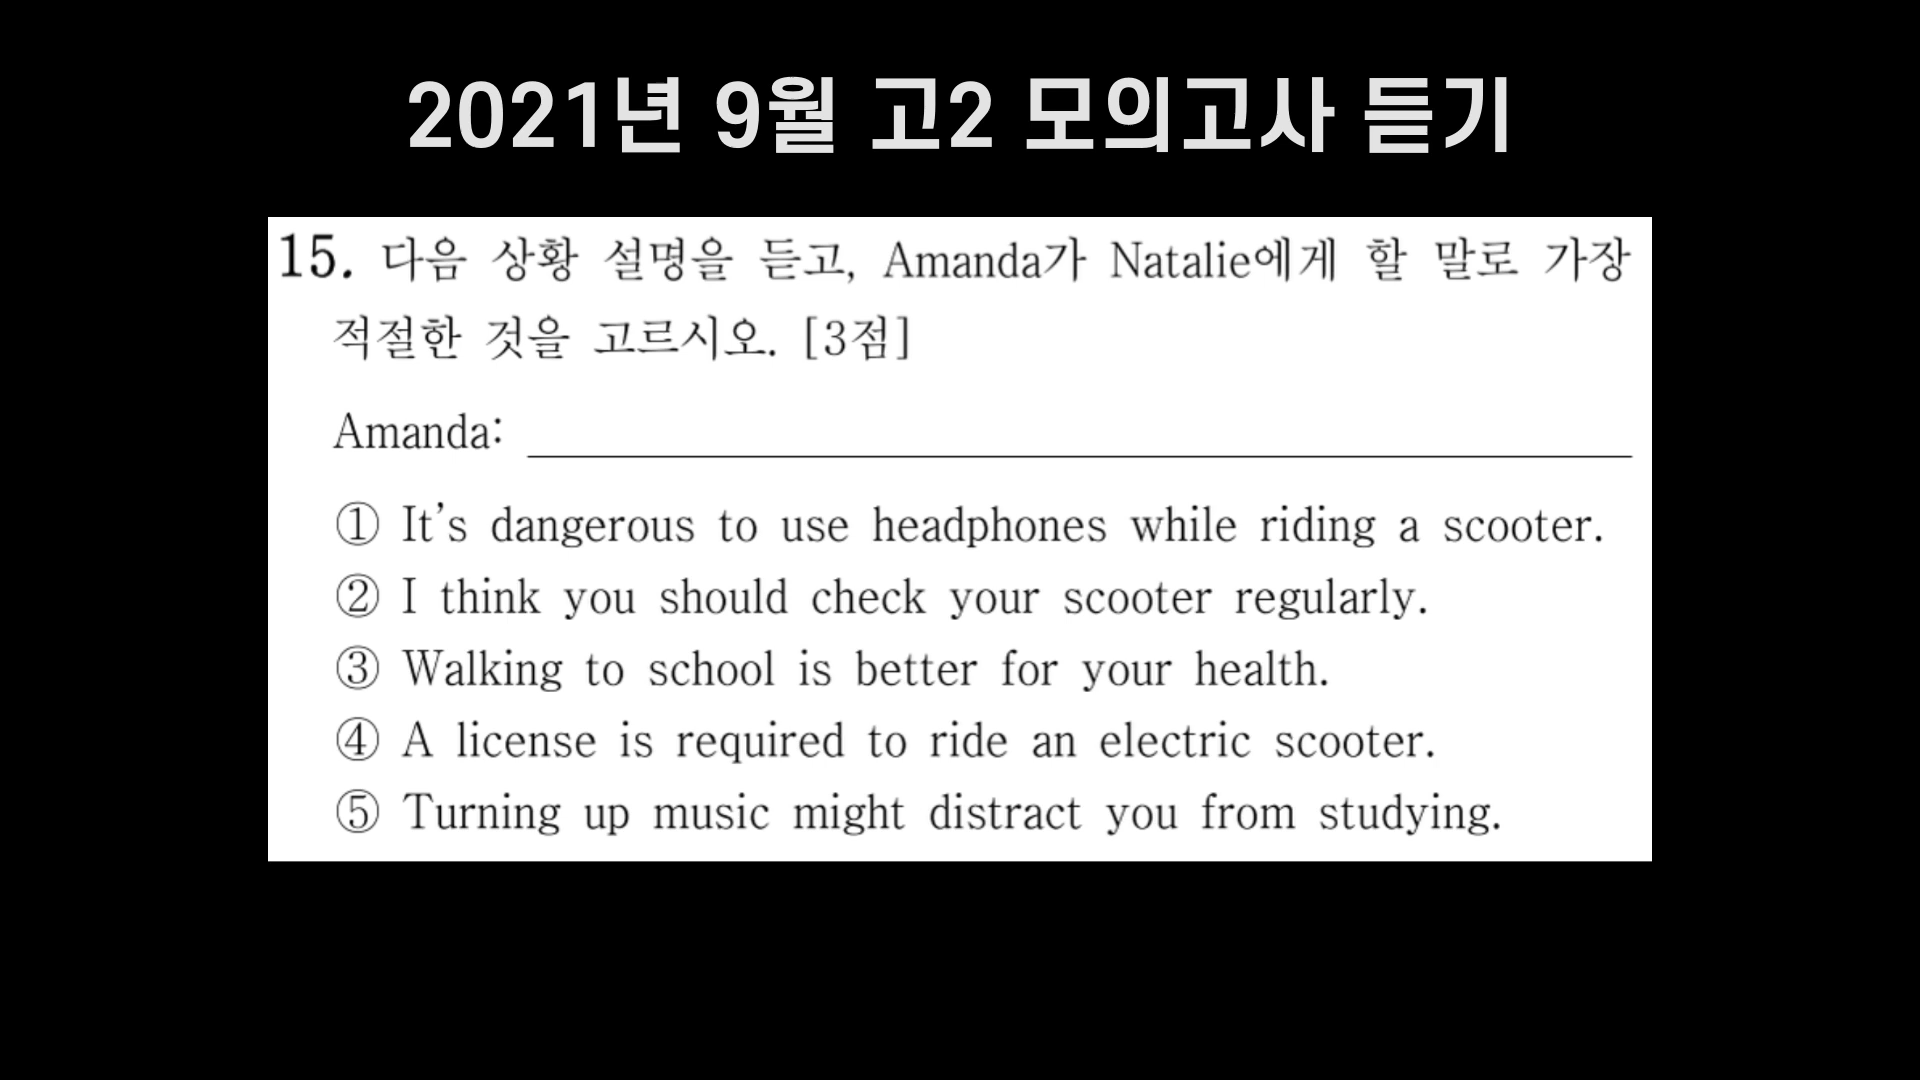 2021년 9월 고2 모의고사 듣기
15. 다음 상황 설명을 듣고, Amanda가 Natalie에게 할 말로 가장
적절한 것을 고르시오. [3점]
Amanda:
① It's dangerous to use headphones while riding a scooter.
② I think you should check your scooter regularly.
③ Walking to school is better for your health.
④ A license is required to ride an electric scooter.
⑤ Turning up music might distract you from studying.